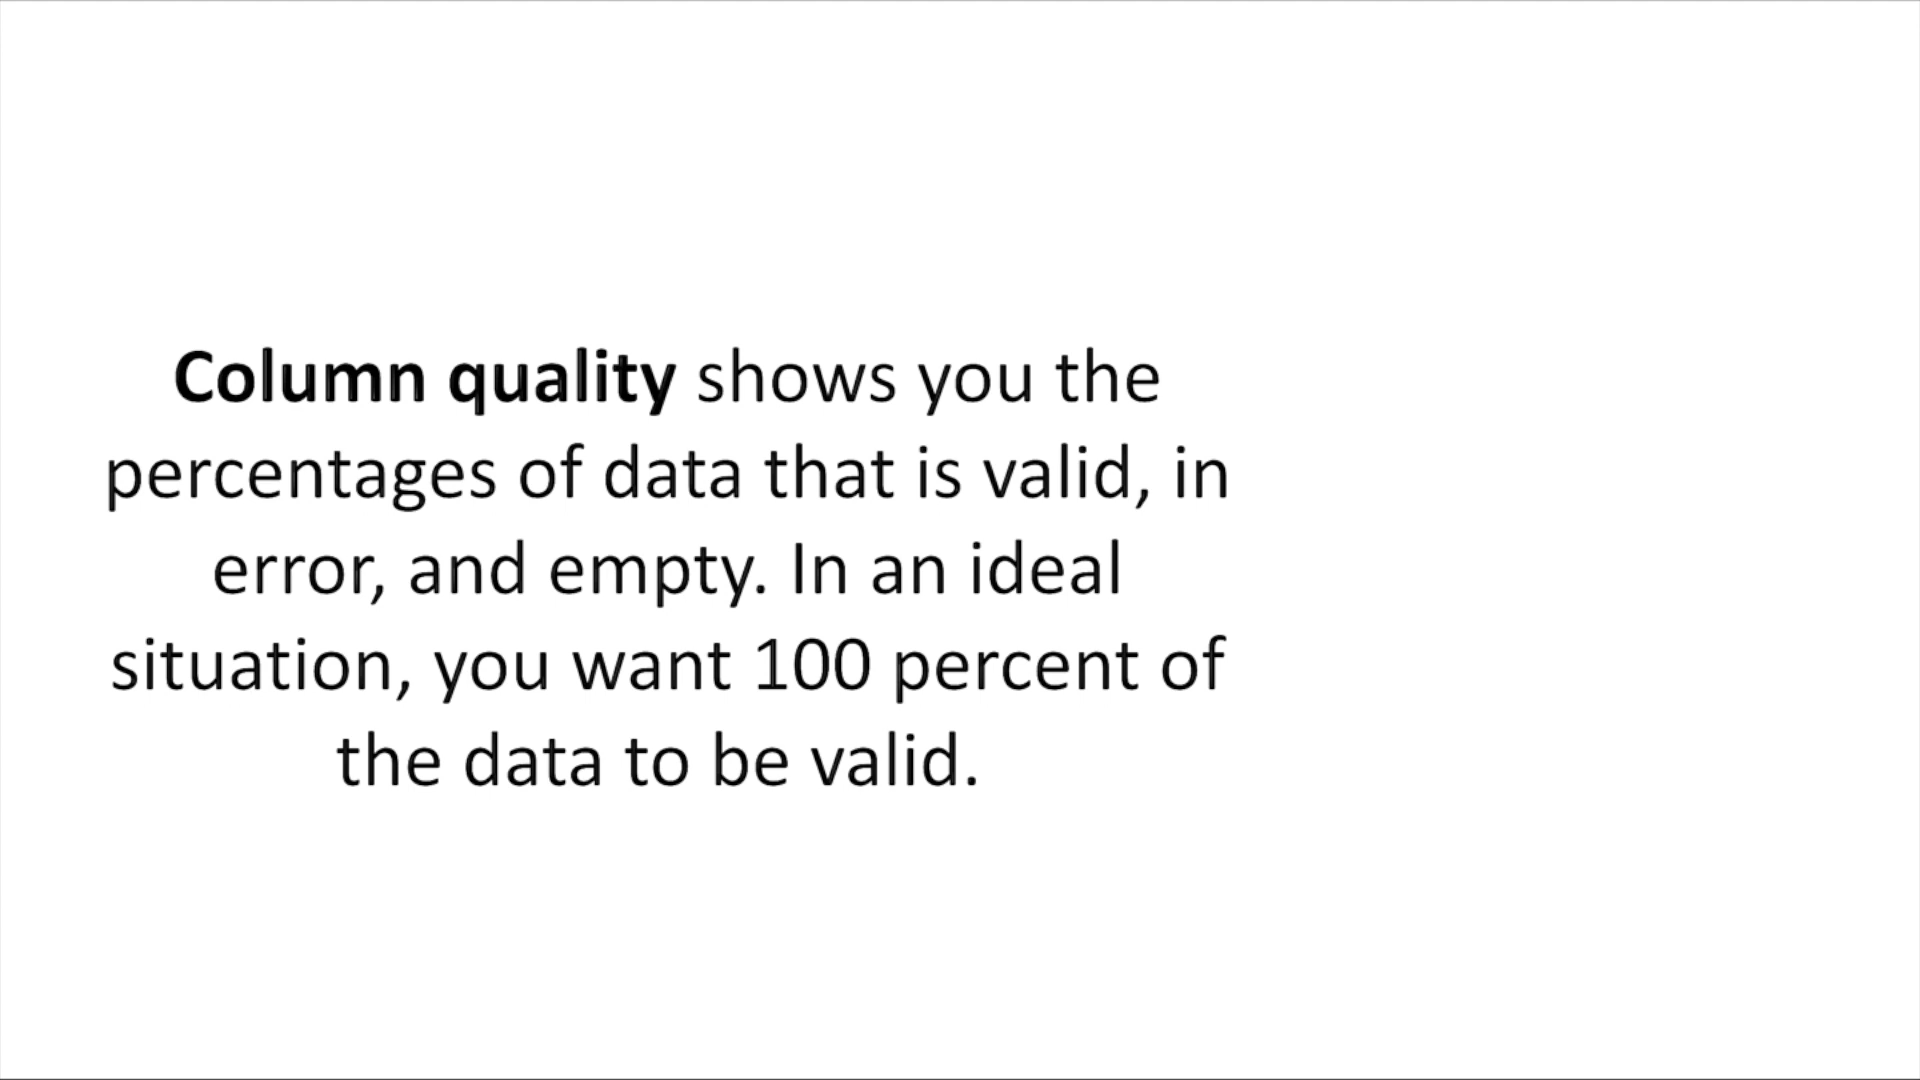 Column quality shows you the
percentages of data that is valid, in
error, and empty. In an ideal
situation, you want 100 percent of
the data to be valid.